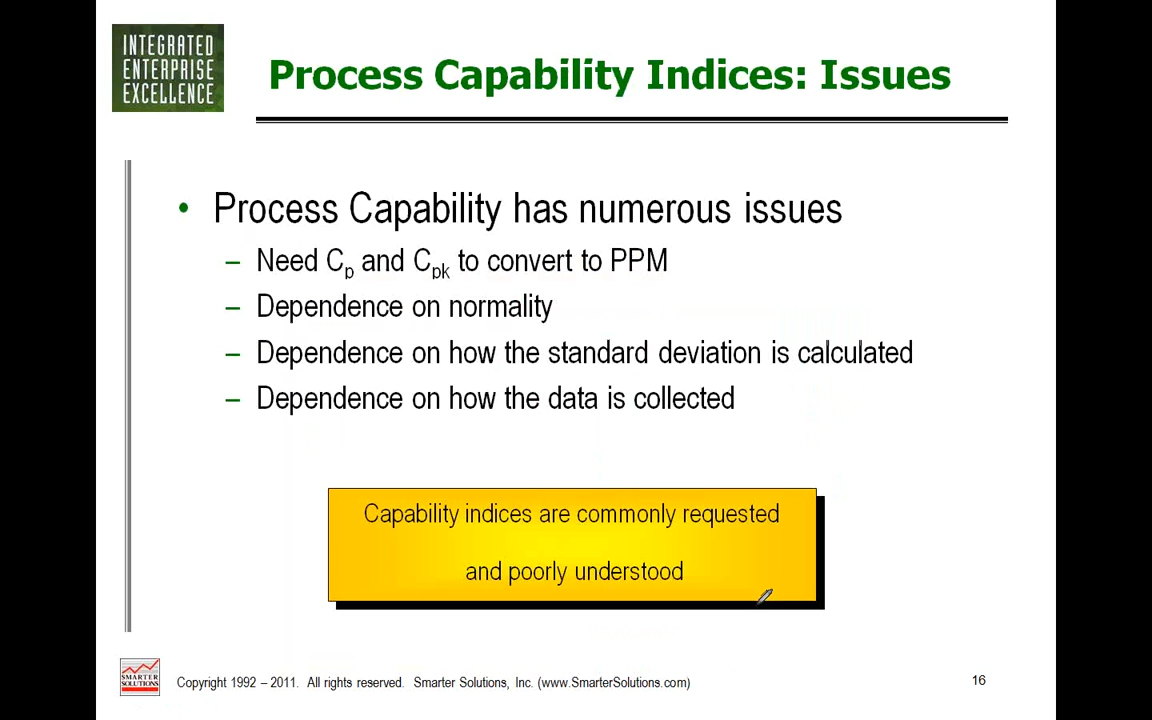 INTEGRATED
ENTERPRISE
EXCELLENCE
Process Capability Indices: Issues
• Process Capability has numerous issues
– Need Cp and Cpk to convert to PPM
– Dependence on normality
– Dependence on how the standard deviation is calculated
– Dependence on how the data is collected
Capability indices are commonly requested
and poorly understood
SMARTER
SOLUTIONS
Copyright 1992 – 2011. All rights reserved. Smarter Solutions, Inc. (www.SmarterSolutions.com)
16